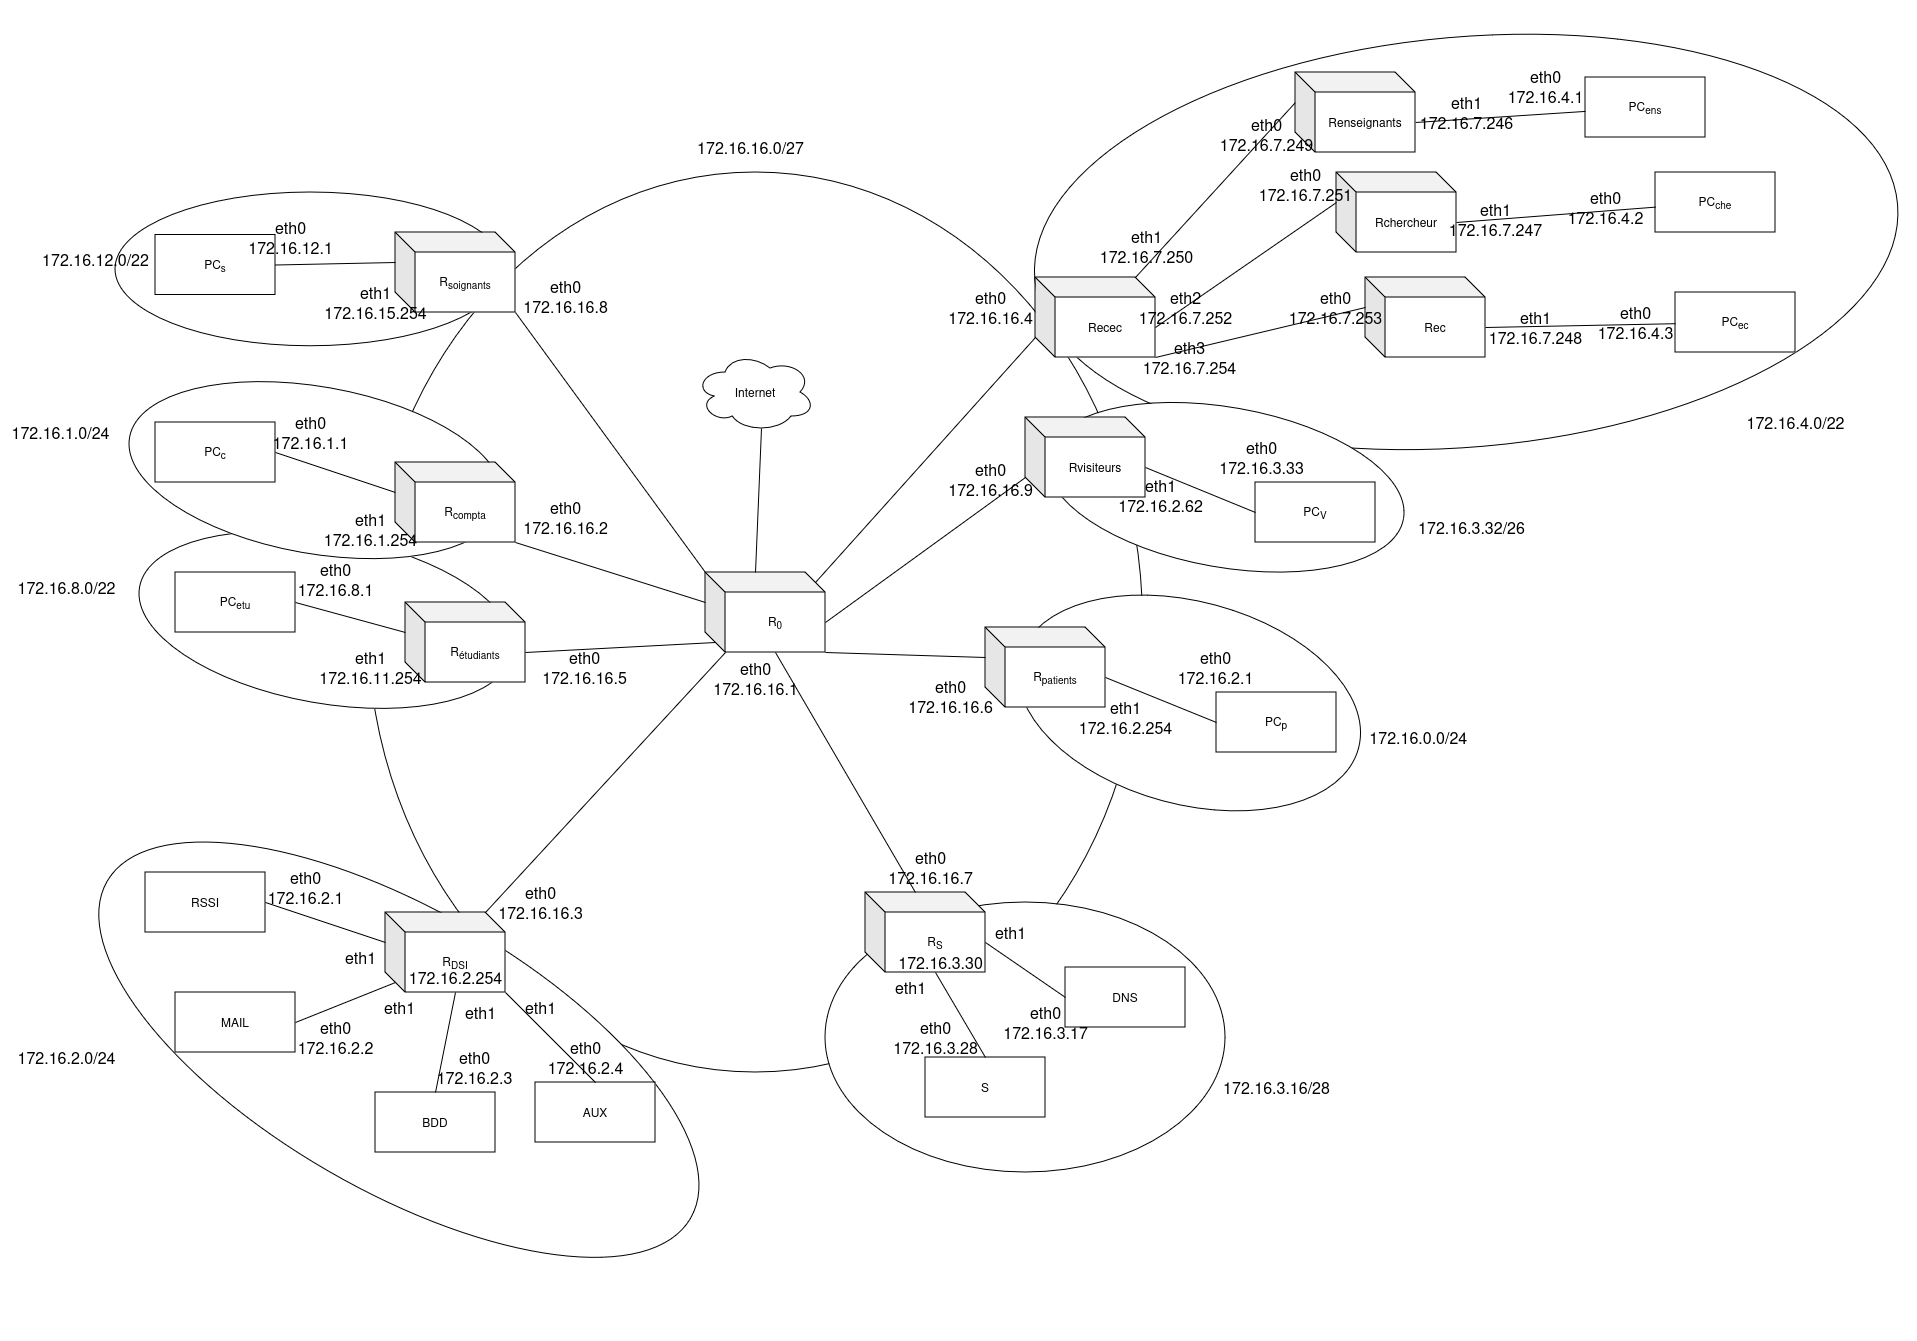 172.16.16.0/27
172.16.12.0/22
PCs
eth0
172.16.12.1
eth1
172.16.15.254
Rsoignants
eth0
172.16.16.8
172.16.1.0/24
PCc
eth0
172.16.1.1
eth1
172.16.1.254
Rcompta
eth0
172.16.16.2
172.16.8.0/22
PCetu
eth0
172.16.8.1
eth1
172.16.11.254
Rétudiants
eth0
172.16.16.5
Internet
R0
eth0
172.16.16.1
Renseignants
eth0
172.16.7.249
eth1
172.16.7.246
eth0
172.16.4.1
PCens
Rchercheur
eth0
172.16.7.251
eth1
172.16.7.247
eth0
172.16.4.2
PCche
Recec
eth0
172.16.16.4
eth1
172.16.7.250
eth2
172.16.7.252
eth3
172.16.7.254
Rec
eth0
172.16.7.253
eth1
172.16.7.248
eth0
172.16.4.3
PCec
172.16.4.0/22
Rvisiteurs
eth0
172.16.16.9
eth1
172.16.2.62
eth0
172.16.3.33
PCV
172.16.3.32/26
Rpatients
eth0
172.16.16.6
eth1
172.16.2.254
eth0
172.16.2.1
PCp
172.16.0.0/24
172.16.2.0/24
RSSI
eth0
172.16.2.1
eth1
RDSI
172.16.2.254
eth0
172.16.16.3
MAIL
eth0
172.16.2.2
eth1
eth1
eth1
BDD
eth0
172.16.2.3
AUX
eth0
172.16.2.4
eth0
172.16.16.7
RS
172.16.3.30
eth1
eth1
DNS
eth0
172.16.3.17
S
eth0
172.16.3.28
172.16.3.16/28